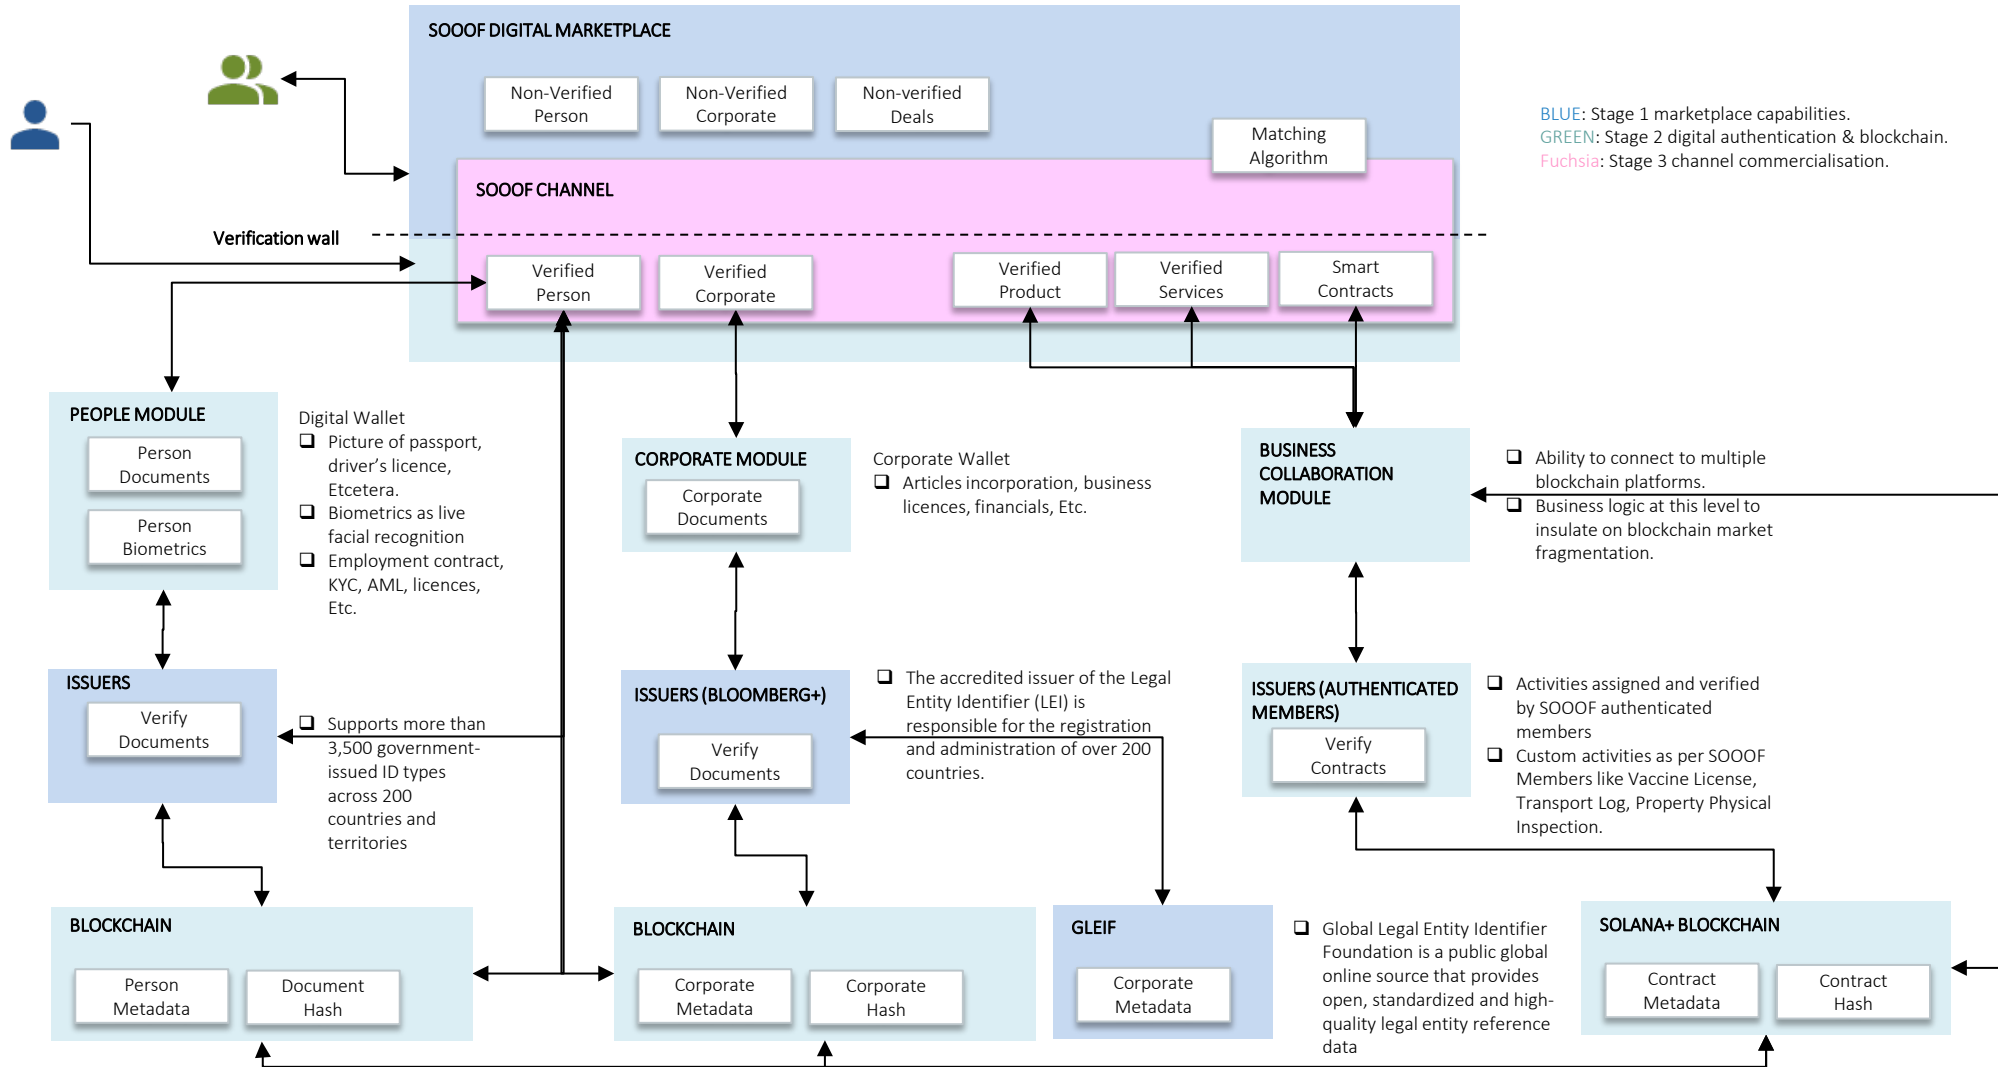 SOOOF DIGITAL MARKETPLACE
Non-Verified
Person
Non-Verified
Corporate
Non-verified
Deals
Matching
Algorithm
BLUE: Stage 1 marketplace capabilities.
GREEN: Stage 2 digital authentication & blockchain.
Fuchsia: Stage 3 channel commercialisation.
SOOOF CHANNEL
Verification wall
Verified
Person
Verified
Corporate
Verified
Product
Verified
Services
Smart
Contracts
PEOPLE MODULE
Person
Documents
Person
Biometrics
Digital Wallet
Picture of passport,
driver's licence,
Etcetera.
Biometrics as live
facial recognition
Employment contract,
KYC, AML, licences,
Etc.
CORPORATE MODULE
Corporate
Documents
Corporate Wallet
Articles incorporation, business
licences, financials, Etc.
BUSINESS
COLLABORATION
MODULE
Ability to connect to multiple
blockchain platforms.
Business logic at this level to
insulate on blockchain market
fragmentation.
ISSUERS
Verify
Documents
Supports more than
3,500 government-
issued ID types
across 200
countries and
territories
ISSUERS (BLOOMBERG+)
Verify
Documents
The accredited issuer of the Legal
Entity Identifier (LEI) is
responsible for the registration
and administration of over 200
countries.
ISSUERS (AUTHENTICATED
MEMBERS)
Verify
Contracts
Activities assigned and verified
by SOOOF authenticated
members
Custom activities as per SOOOF
Members like Vaccine License,
Transport Log, Property Physical
Inspection.
BLOCKCHAIN
Person
Metadata
Document
Hash
BLOCKCHAIN
Corporate
Metadata
Corporate
Hash
GLEIF
Corporate
Metadata
Global Legal Entity Identifier
Foundation is a public global
online source that provides
open, standardized and high-
quality legal entity reference
data
SOLANA+ BLOCKCHAIN
Contract
Metadata
Contract
Hash